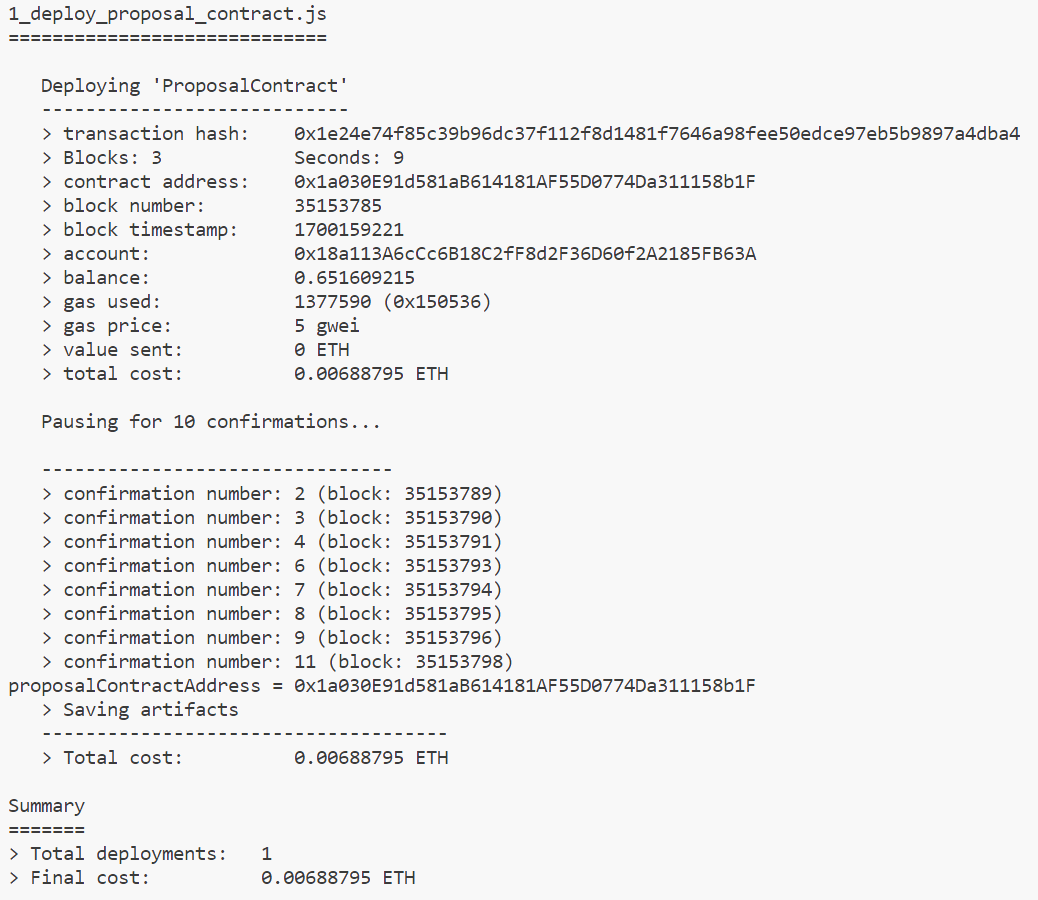 1_deploy_proposal_contract.js
=============================
Deploying 'ProposalContract'
----------------------------
> transaction hash:    0x1e24e74f85c39b96dc37f112f8d1481f7646a98fee50edce97eb5b9897a4dba4
> Blocks: 3            Seconds: 9
> contract address:    0x1a030E91d581aB614181AF55D0774Da311158b1F
> block number:        35153785
> block timestamp:     1700159221
> account:             0x18a113A6cCc6B18C2fF8d2F36D60f2A2185FB63A
> balance:             0.651609215
> gas used:            1377590 (0x150536)
> gas price:           5 gwei
> value sent:          0 ETH
> total cost:          0.00688795 ETH
Pausing for 10 confirmations...
--------------------------------
> confirmation number: 2 (block: 35153789)
> confirmation number: 3 (block: 35153790)
> confirmation number: 4 (block: 35153791)
> confirmation number: 6 (block: 35153793)
> confirmation number: 7 (block: 35153794)
> confirmation number: 8 (block: 35153795)
> confirmation number: 9 (block: 35153796)
> confirmation number: 11 (block: 35153798)
proposalContractAddress = 0x1a030E91d581aB614181AF55D0774Da311158b1F
> Saving artifacts
-------------------------------------
> Total cost:          0.00688795 ETH
Summary
=======
> Total deployments:   1
> Final cost:          0.00688795 ETH